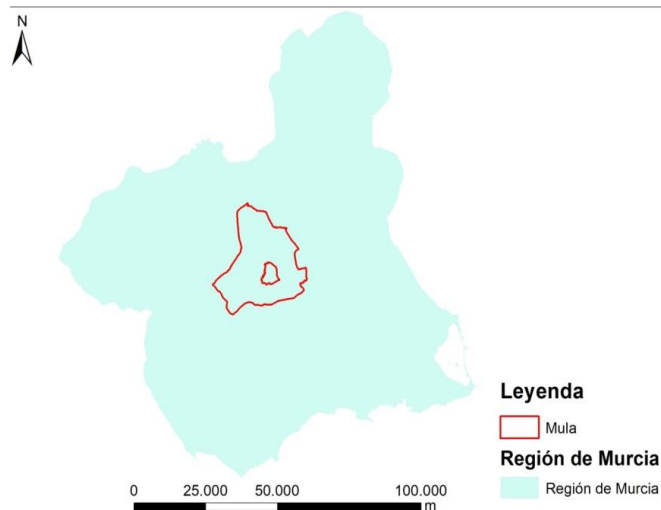 N
Leyenda
Mula
Región de Murcia
Región de Murcia
0 25.000 50.000 100.000
m